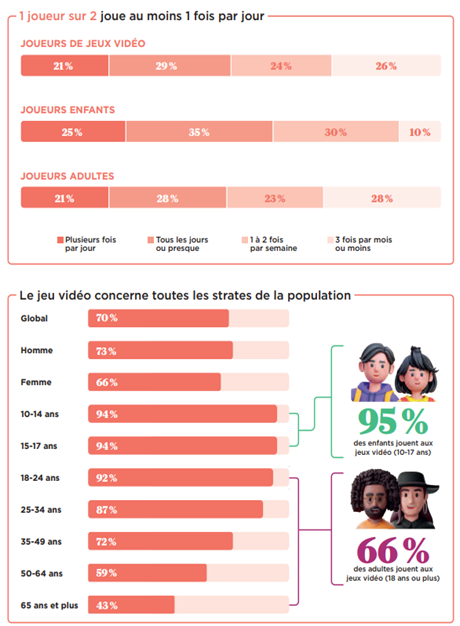 1 joueur sur 2 joue au moins 1 fois par jour
JOUEURS DE JEUX VIDÉO
21% 29% 24% 26%
JOUEURS ENFANTS
25% 35% 30% 10%
JOUEURS ADULTES
21% 28% 23% 28%
Plusieurs fois Tous les jours 1 à 2 fois 3 fois par mois
par jour ou presque par semaine ou moins
Le jeu vidéo concerne toutes les strates de la population
Global 70%
Homme 73%
Femme 66%
10-14 ans 94%
15-17 ans 94%
95%
des enfants jouent aux
jeux vidéo (10-17 ans)
18-24 ans 92%
25-34 ans 87%
35-49 ans 72%
50-64 ans 59%
65 ans et plus 43%
66%
des adultes jouent aux
jeux vidéo (18 ans ou plus)